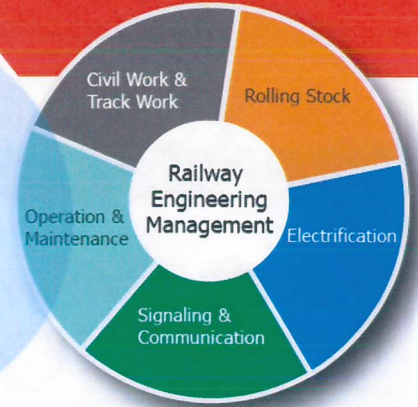 Civil Work &
Track Work
Rolling Stock
Railway
Engineering
Management
Operation &
Maintenance
Electrification
Signaling &
Communication